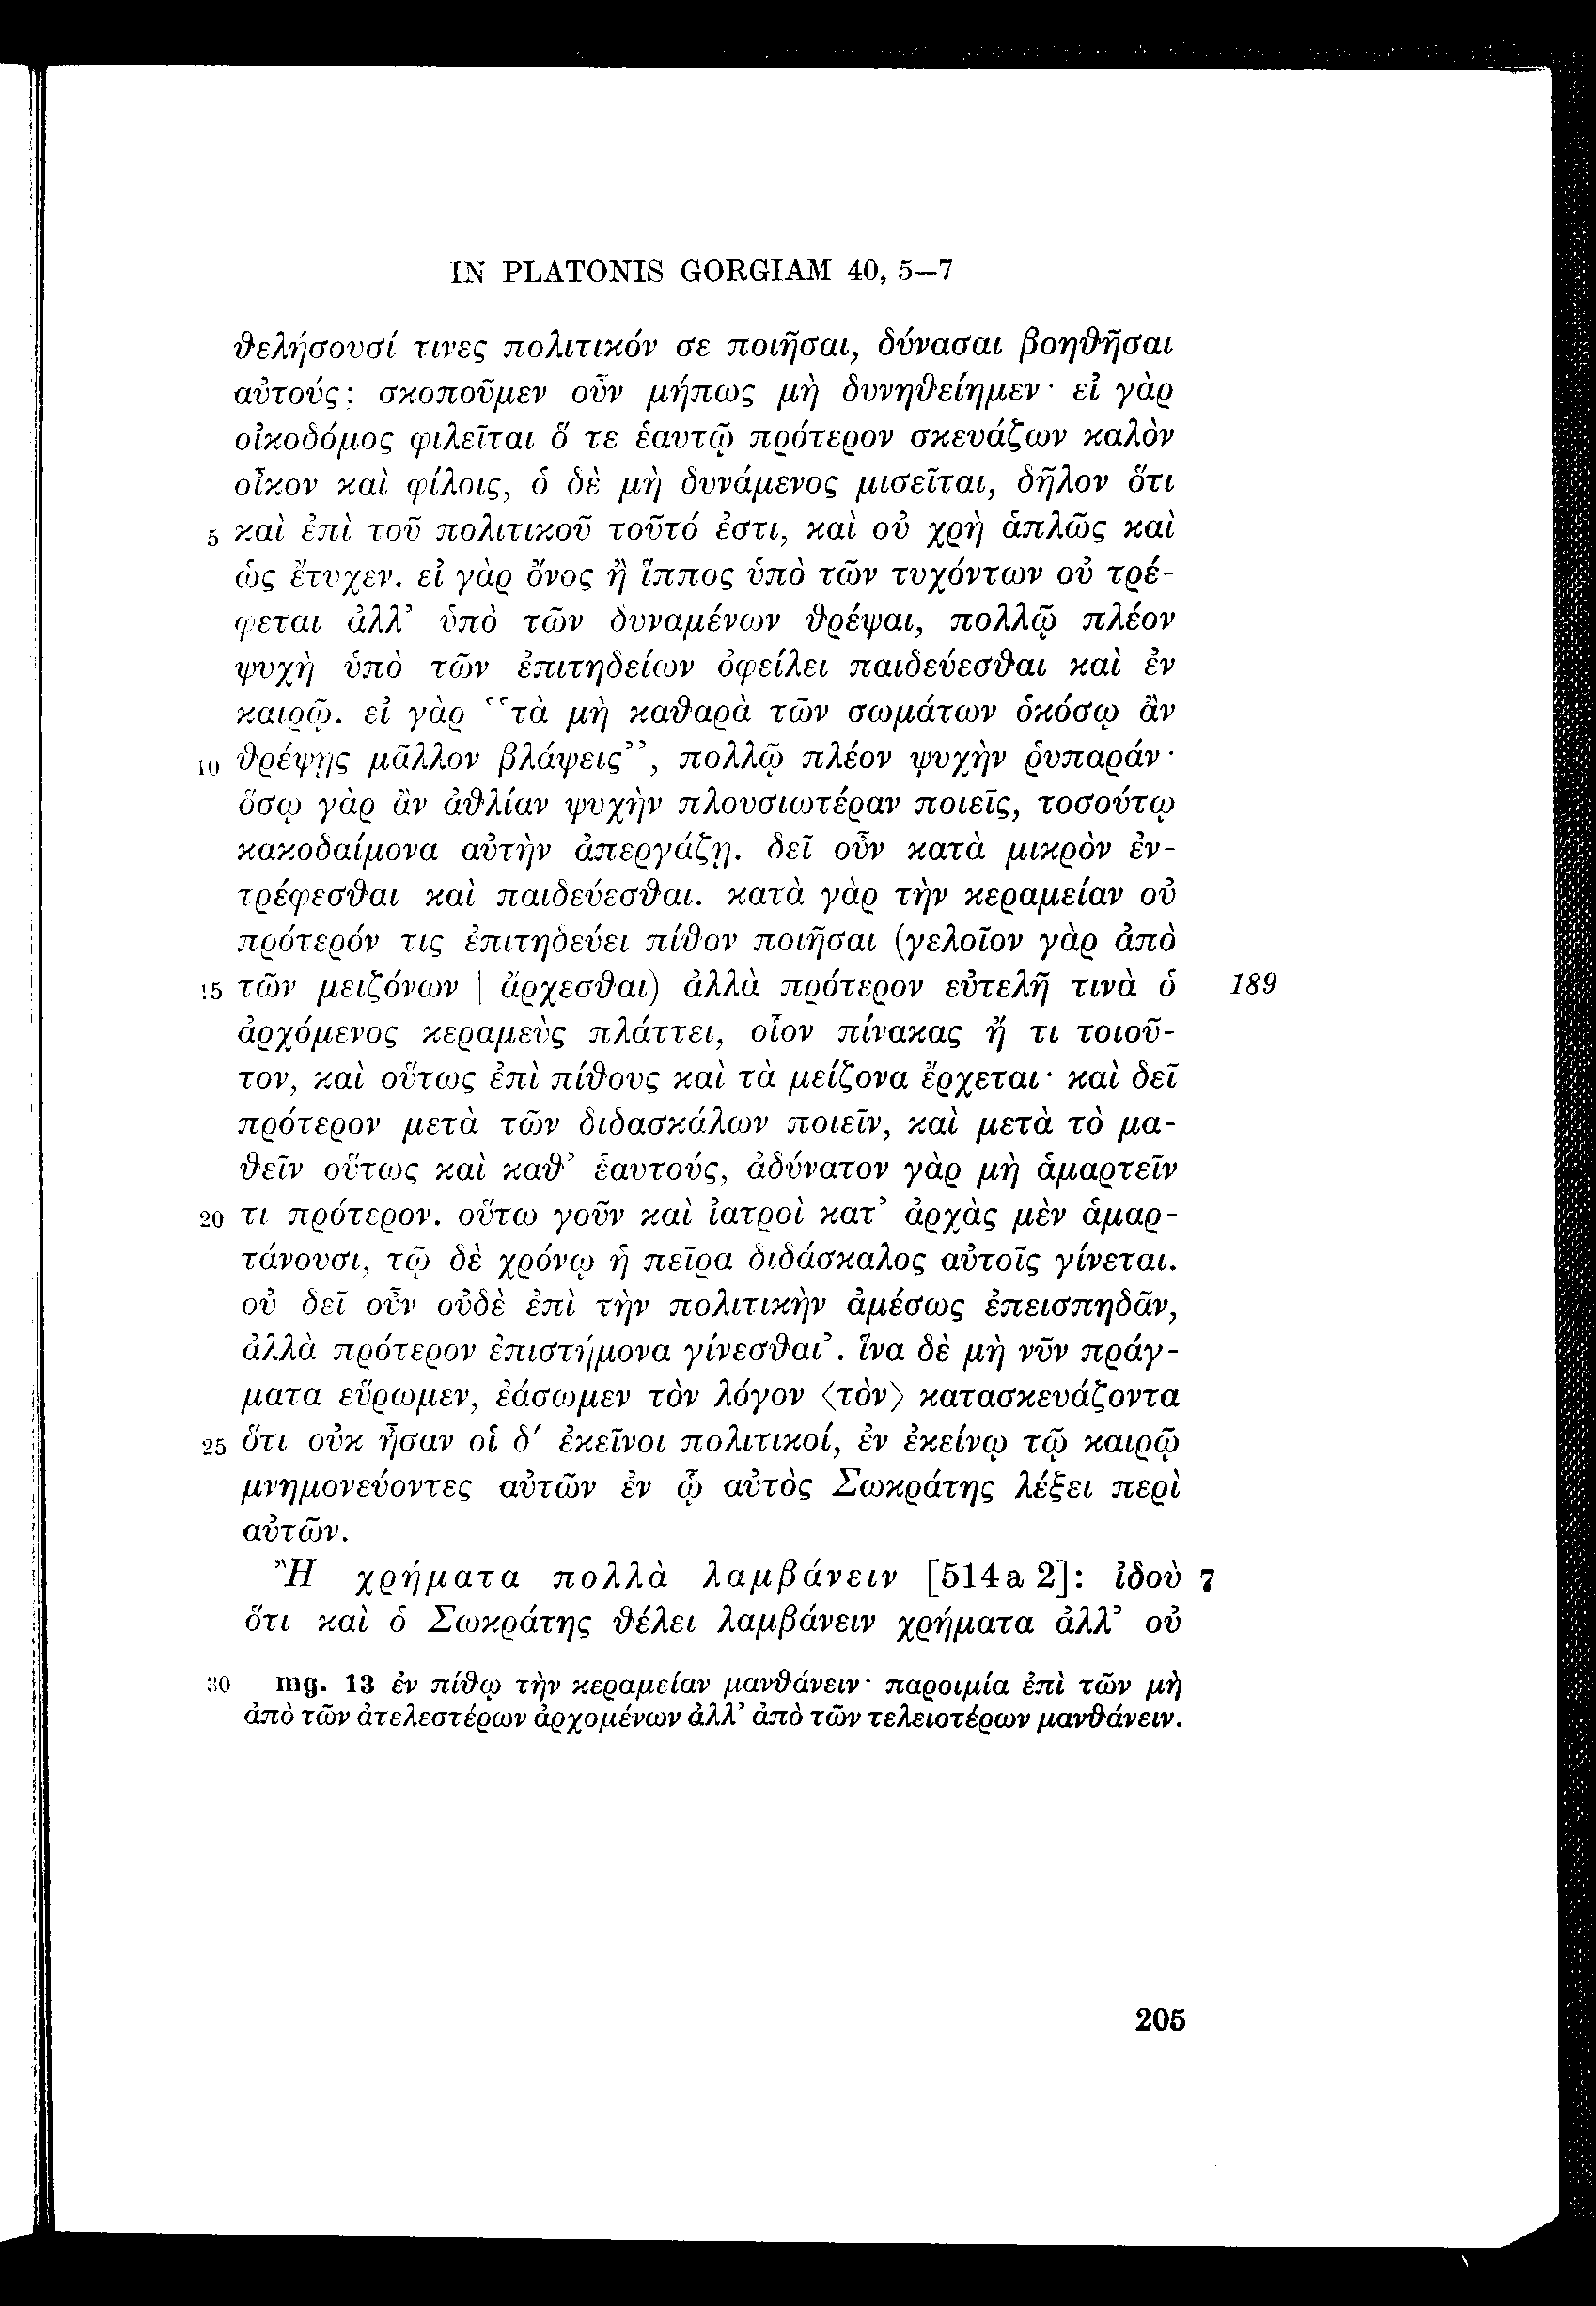 IN PLATONIS GORGIAM 40, 5—7
θελήσουσί τινες πολιτικόν σε ποιῆσαι, δύνασαι βοηθῆσαι
αὐτούς; σκοποῦμεν οὖν μήπως μὴ δυνηθείημεν· εἰ γὰρ
οἰκοδόμος φιλεῖται ὅ τε ἑαυτῷ πρότερον σκευάζων καλὸν
οἶκον καὶ φίλοις, ὁ δὲ μὴ δυνάμενος μισεῖται, δῆλον ὅτι
5 καὶ ἐπὶ τοῦ πολιτικοῦ τοῦτό ἐστι, καὶ οὐ χρὴ ἁπλῶς καὶ
ὡς ἔτυχεν. εἰ γὰρ ὄνος ἢ ἵππος ὑπὸ τῶν τυχόντων οὐ τρέ-
φεται ἀλλ’ ὑπὸ τῶν δυναμένων θρέψαι, πολλῷ πλέον
ψυχὴ ὑπὸ τῶν ἐπιτηδείων ὀφείλει παιδεύεσθαι καὶ ἐν
καιρῷ. εἰ γὰρ ‘‘τὰ μὴ καθαρὰ τῶν σωμάτων ὁκόσῳ ἂν
10 θρέψῃς μᾶλλον βλάψεις’’, πολλῷ πλέον ψυχὴν ῥυπαράν·
ὅσῳ γὰρ ἂν ἀθλίαν ψυχὴν πλουσιωτέραν ποιεῖς, τοσούτῳ
κακοδαίμονα αὐτὴν ἀπεργάζῃ. δεῖ οὖν κατὰ μικρὸν ἐν-
τρέφεσθαι καὶ παιδεύεσθαι. κατὰ γὰρ τὴν κεραμείαν οὐ
πρότερόν τις ἐπιτηδεύει πίθον ποιῆσαι (γελοῖον γὰρ ἀπὸ
15 τῶν μειζόνων | ἄρχεσθαι) ἀλλὰ πρότερον εὐτελῆ τινὰ ὁ 189
ἀρχόμενος κεραμεὺς πλάττει, οἷον πίνακας ἤ τι τοιοῦ-
τον, καὶ οὕτως ἐπὶ πίθους καὶ τὰ μείζονα ἔρχεται· καὶ δεῖ
πρότερον μετὰ τῶν διδασκάλων ποιεῖν, καὶ μετὰ τὸ μα-
θεῖν οὕτως καὶ καθ’ ἑαυτούς, ἀδύνατον γὰρ μὴ ἁμαρτεῖν
20 τι πρότερον. οὕτω γοῦν καὶ ἰατροὶ κατ’ ἀρχὰς μὲν ἁμαρ-
τάνουσι, τῷ δὲ χρόνῳ ἡ πεῖρα διδάσκαλος αὐτοῖς γίνεται.
οὐ δεῖ οὖν οὐδὲ ἐπὶ τὴν πολιτικὴν ἀμέσως ἐπεισπηδᾶν,
ἀλλὰ πρότερον ἐπιστήμονα γίνεσθαι’. ἵνα δὲ μὴ νῦν πράγ-
ματα εὕρωμεν, ἐάσωμεν τὸν λόγον ⟨τὸν⟩ κατασκευάζοντα
25 ὅτι οὐκ ἦσαν οἱ δ′ ἐκεῖνοι πολιτικοί, ἐν ἐκείνῳ τῷ καιρῷ
μνημονεύοντες αὐτῶν ἐν ᾧ αὐτὸς Σωκράτης λέξει περὶ
αὐτῶν.
Ἢ χρήματα πολλὰ λαμβάνειν [514a 2]: ἰδοὺ 7
ὅτι καὶ ὁ Σωκράτης θέλει λαμβάνειν χρήματα ἀλλ’ οὐ
30 mg. 13 ἐν πίθῳ τὴν κεραμείαν μανθάνειν· παροιμία ἐπὶ τῶν μὴ
ἀπὸ τῶν ἀτελεστέρων ἀρχομένων ἀλλ’ ἀπὸ τῶν τελειοτέρων μανθάνειν.
205